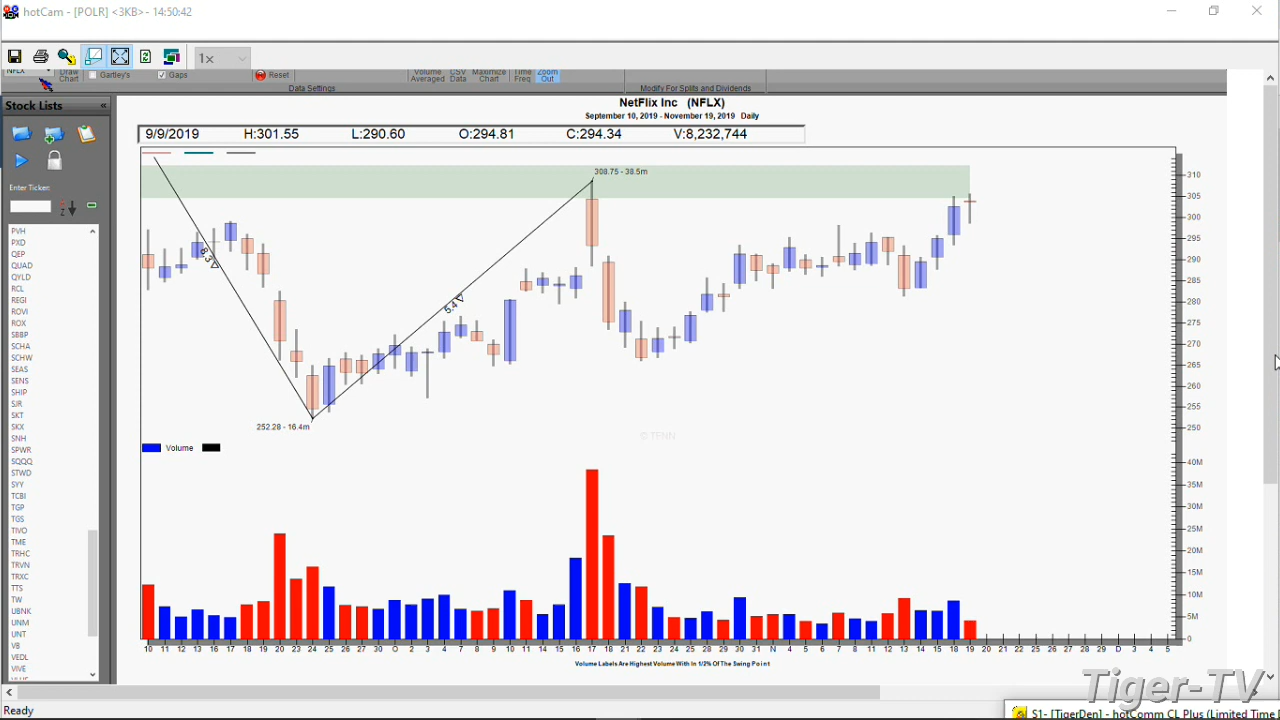 hotCam - [POLR] <3KB> - 14:50:42
1x
NFLX Draw Chart Gartley's Gaps Reset Volume Averaged CSV Data Maximize Chart Time Freq Zoom Out
Data Settings Modify For Splits and Dividends
Stock Lists «
NetFlix Inc (NFLX)
September 10, 2019 - November 19, 2019 Daily
9/9/2019 H:301.55 L:290.60 O:294.81 C:294.34 V:8,232,744
Enter Ticker:
PVH
PXD
QEP
QUAD
QYLD
RCL
REGI
ROVI
ROX
SBBP
SCHA
SCHW
SEAS
SENS
SHIP
SJR
SKT
SKX
SNH
SPWR
SQQQ
STWD
SYY
TCBI
TGP
TGS
TIVO
TME
TRHC
TRVN
TRXC
TTS
TW
UBNK
UNM
UNT
VB
VEDL
VIVE
308.75 - 38.5m
5.4
252.28 - 16.4m
© TFNN
310
305
300
295
290
285
280
275
270
265
260
255
250
Volume
40M
35M
30M
25M
20M
15M
10M
5M
0
10 11 12 13 16 17 18 19 20 23 24 25 26 27 30 O 2 3 4 7 8 9 10 11 14 15 16 17 18 21 22 23 24 25 28 29 30 31 N 4 5 6 7 8 11 12 13 14 15 18 19 20 21 22 25 26 27 28 29 D 3 4 5
Volume Labels Are Highest Volume With In 1/2% Of The Swing Point
Tiger-TV
Ready
S1- [TigerDen] - hotComm CL Plus (Limited Time